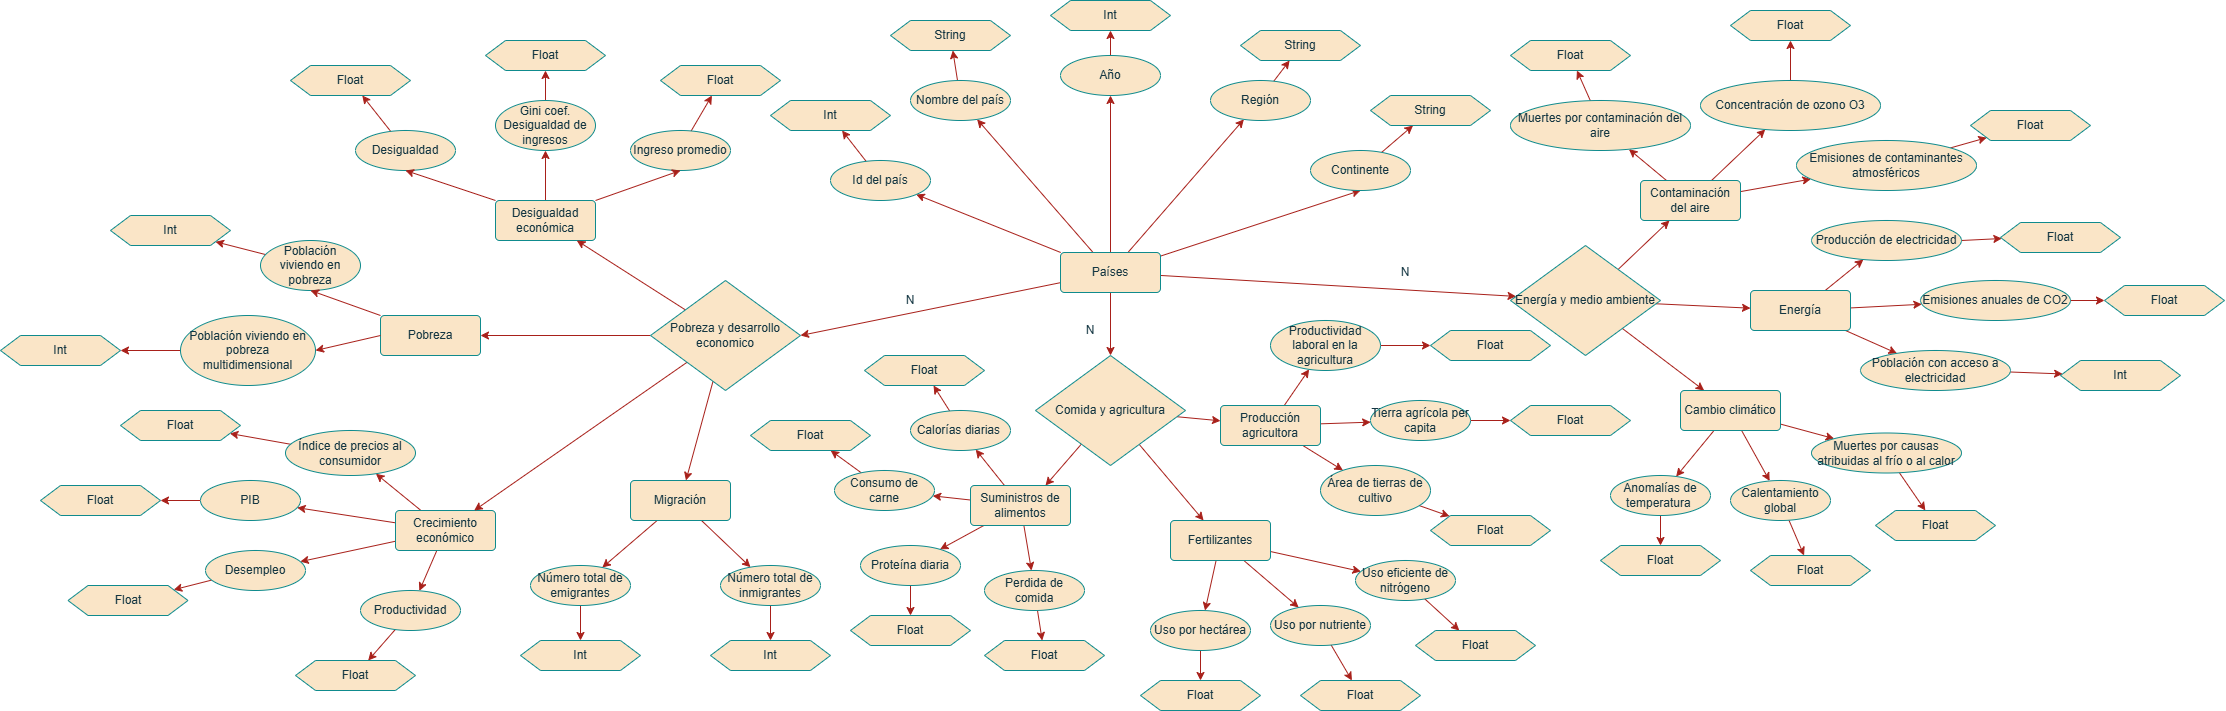 Int
String
Float
String
Float
Float
Float
Float
Float
Año
Nombre del país
Región
String
Int
Gini coef.
Desigualdad de
ingresos
Concentración de ozono O3
Muertes por contaminación del
aire
Float
Desigualdad
Ingreso promedio
Id del país
Continente
Emisiones de contaminantes
atmosféricos
Contaminación
del aire
Desigualdad
económica
Int
Población
viviendo en
pobreza
Países
N
N
N
Producción de electricidad
Float
Energía y medio ambiente
Energía
Emisiones anuales de CO2
Float
Población con acceso a
electricidad
Int
Pobreza y desarrollo
economico
Pobreza
Población viviendo en
pobreza
multidimensional
Int
Productividad
laboral en la
agricultura
Float
Float
Calorías diarias
Comida y agricultura
Producción
agricultora
Tierra agrícola per
capita
Float
Cambio climático
Float
Indice de precios al
consumidor
Float
Consumo de
carne
Suministros de
alimentos
Área de tierras de
cultivo
Float
Muertes por causas
atribuidas al frío o al calor
Anomalías de
temperatura
Calentamiento
global
Float
Float
Float
Float
PIB
Migración
Crecimiento
económico
Desempleo
Float
Productividad
Float
Número total de
emigrantes
Número total de
inmigrantes
Int
Int
Proteína diaria
Float
Perdida de
comida
Float
Fertilizantes
Uso eficiente de
nitrógeno
Uso por hectárea
Uso por nutriente
Float
Float
Float